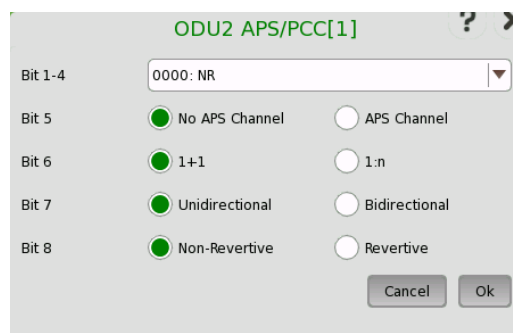 ODU2 APS/PCC[1] ?
Bit 1-4 0000: NR
Bit 5 No APS Channel APS Channel
Bit 6 1+1 1:n
Bit 7 Unidirectional Bidirectional
Bit 8 Non-Revertive Revertive
Cancel Ok